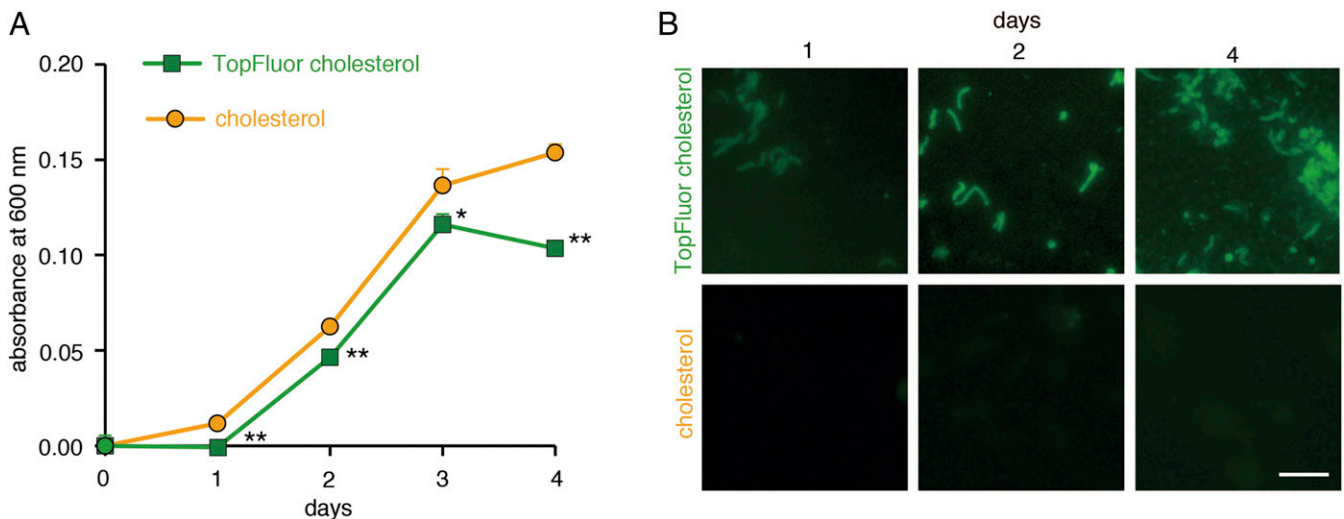 A
TopFluor cholesterol
cholesterol
absorbance at 600 nm
0.20
0.15
0.10
0.05
0.00
*
**
**
**
0
1
2
3
4
days
B
days
1
2
4
TopFluor cholesterol
cholesterol